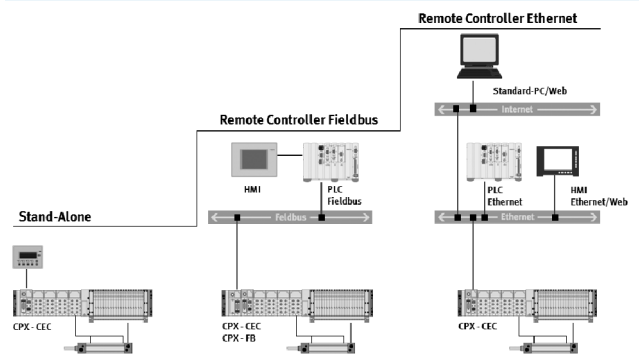 Remote Controller Ethernet
Standard-PC/Web
Internet
Remote Controller Fieldbus
HMI
PLC
Fieldbus
PLC
Ethernet
HMI
Ethernet/Web
Stand-Alone
Feldbus
Ethernet
CPX - CEC
CPX - CEC
CPX - FB
CPX - CEC